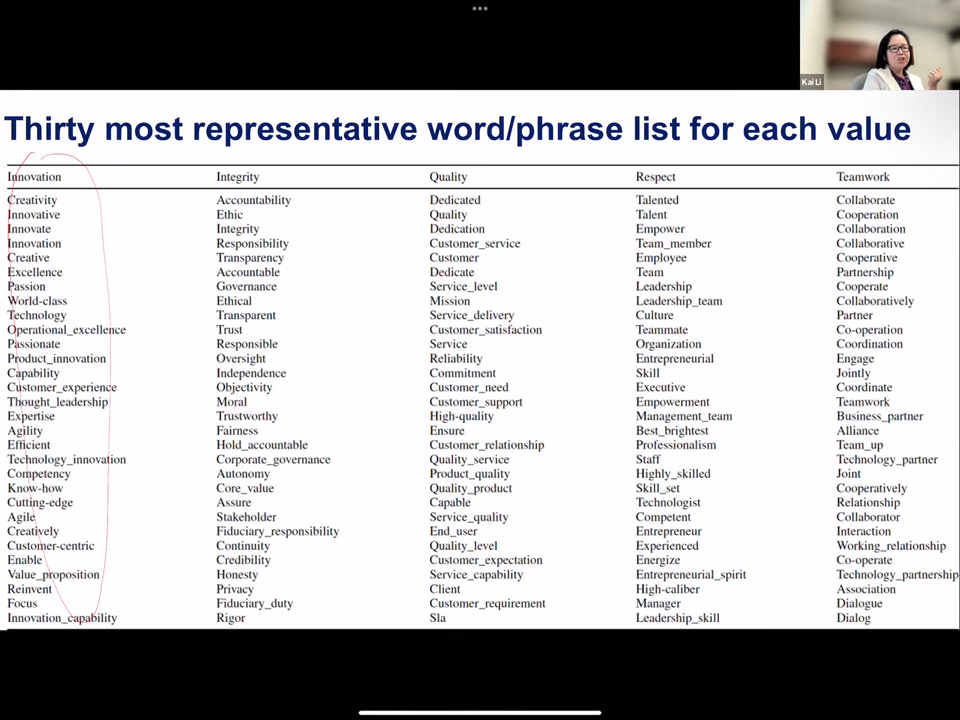 Kai Li
Thirty most representative word/phrase list for each value
Innovation Integrity Quality Respect Teamwork
Creativity Accountability Dedicated Talented Collaborate
Innovative Ethic Quality Talent Cooperation
Innovate Integrity Dedication Empower Collaboration
Innovation Responsibility Customer_service Team_member Collaborative
Creative Transparency Customer Employee Cooperative
Excellence Accountable Dedicate Team Partnership
Passion Governance Service_level Leadership Cooperate
World-class Ethical Mission Leadership_team Collaboratively
Technology Transparent Service_delivery Culture Partner
Operational_excellence Trust Customer_satisfaction Teammate Co-operation
Passionate Responsible Service Organization Coordination
Product_innovation Oversight Reliability Entrepreneurial Engage
Capability Independence Commitment Skill Jointly
Customer_experience Objectivity Customer_need Executive Coordinate
Thought_leadership Moral Customer_support Empowerment Teamwork
Expertise Trustworthy High-quality Management_team Business_partner
Agility Fairness Ensure Best_brightest Alliance
Efficient Hold_accountable Customer_relationship Professionalism Team_up
Technology_innovation Corporate_governance Quality_service Staff Technology_partner
Competency Autonomy Product_quality Highly_skilled Joint
Know-how Core_value Quality_product Skill_set Cooperatively
Cutting-edge Assure Capable Technologist Relationship
Agile Stakeholder Service_quality Competent Collaborator
Creatively Fiduciary_responsibility End_user Entrepreneur Interaction
Customer-centric Continuity Quality_level Experienced Working_relationship
Enable Credibility Customer_expectation Energize Co-operate
Value_proposition Honesty Service_capability Entrepreneurial_spirit Technology_partnership
Reinvent Privacy Client High-caliber Association
Focus Fiduciary_duty Customer_requirement Manager Dialogue
Innovation_capability Rigor Sla Leadership_skill Dialog